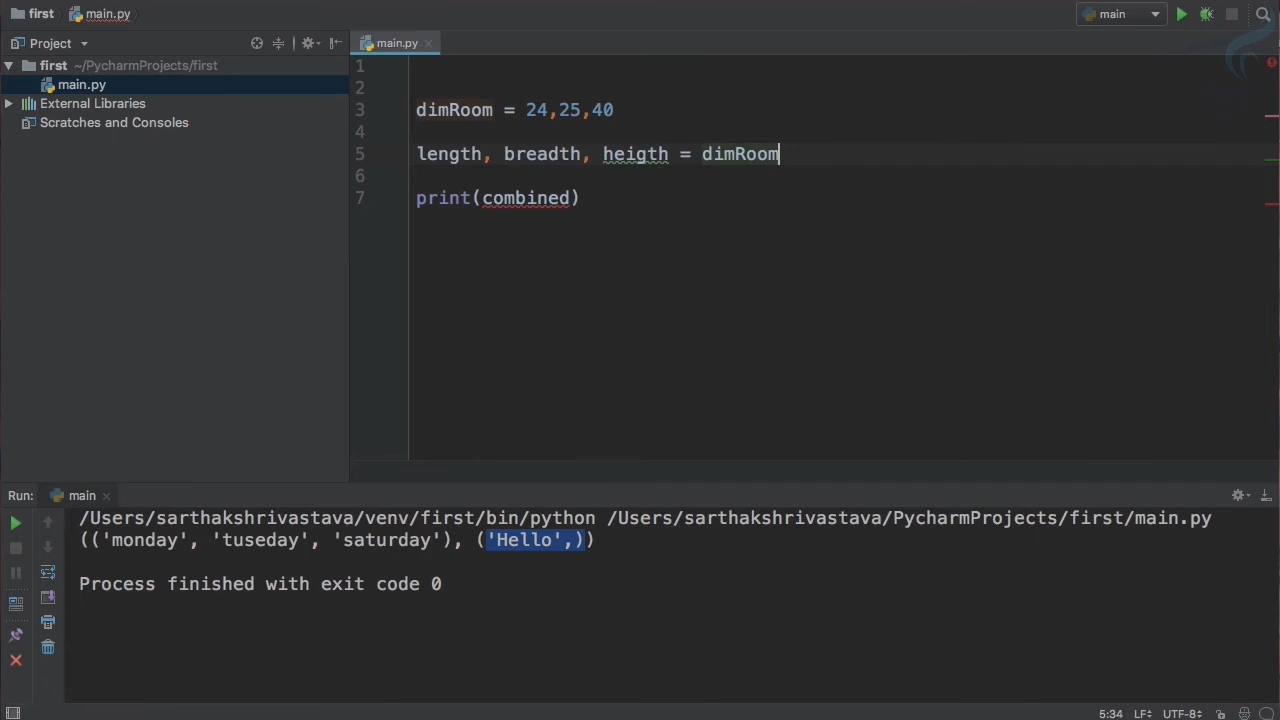 first main.py
main
Project
main.py
first ~/PycharmProjects/first
main.py
External Libraries
Scratches and Consoles
1
2
3 dimRoom = 24,25,40
4
5 length, breadth, heigth = dimRoom
6
7 print(combined)
Run: main
/Users/sarthakshrivastava/venv/first/bin/python /Users/sarthakshrivastava/PycharmProjects/first/main.py
(('monday', 'tuseday', 'saturday'), ('Hello',))
Process finished with exit code 0
5:34 LF÷ UTF-8÷